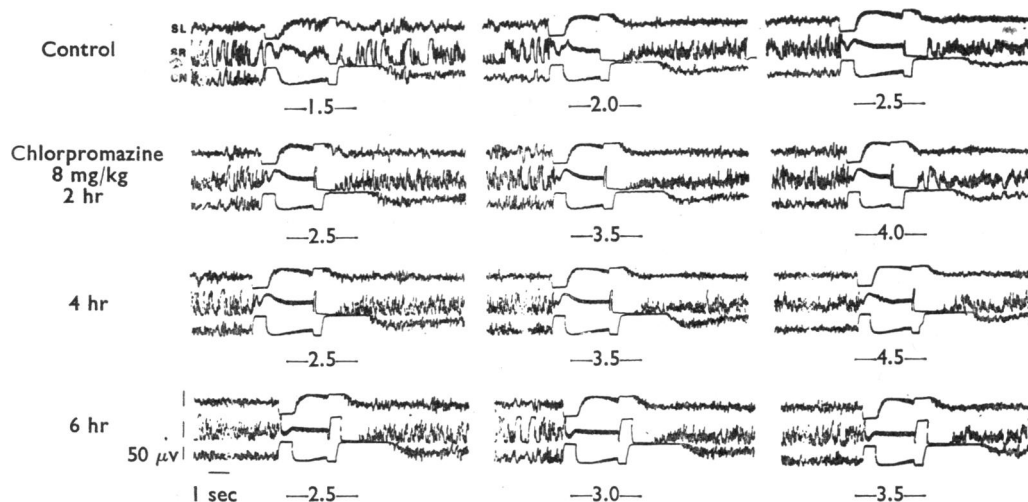 SL
Control
SR
CR
—1.5— —2.0— —2.5—
Chlorpromazine
8 mg/kg
2 hr
—2.5— —3.5— —4.0—
4 hr
—2.5— —3.5— —4.5—
6 hr
50 μv
1 sec —2.5— —3.0— —3.5—